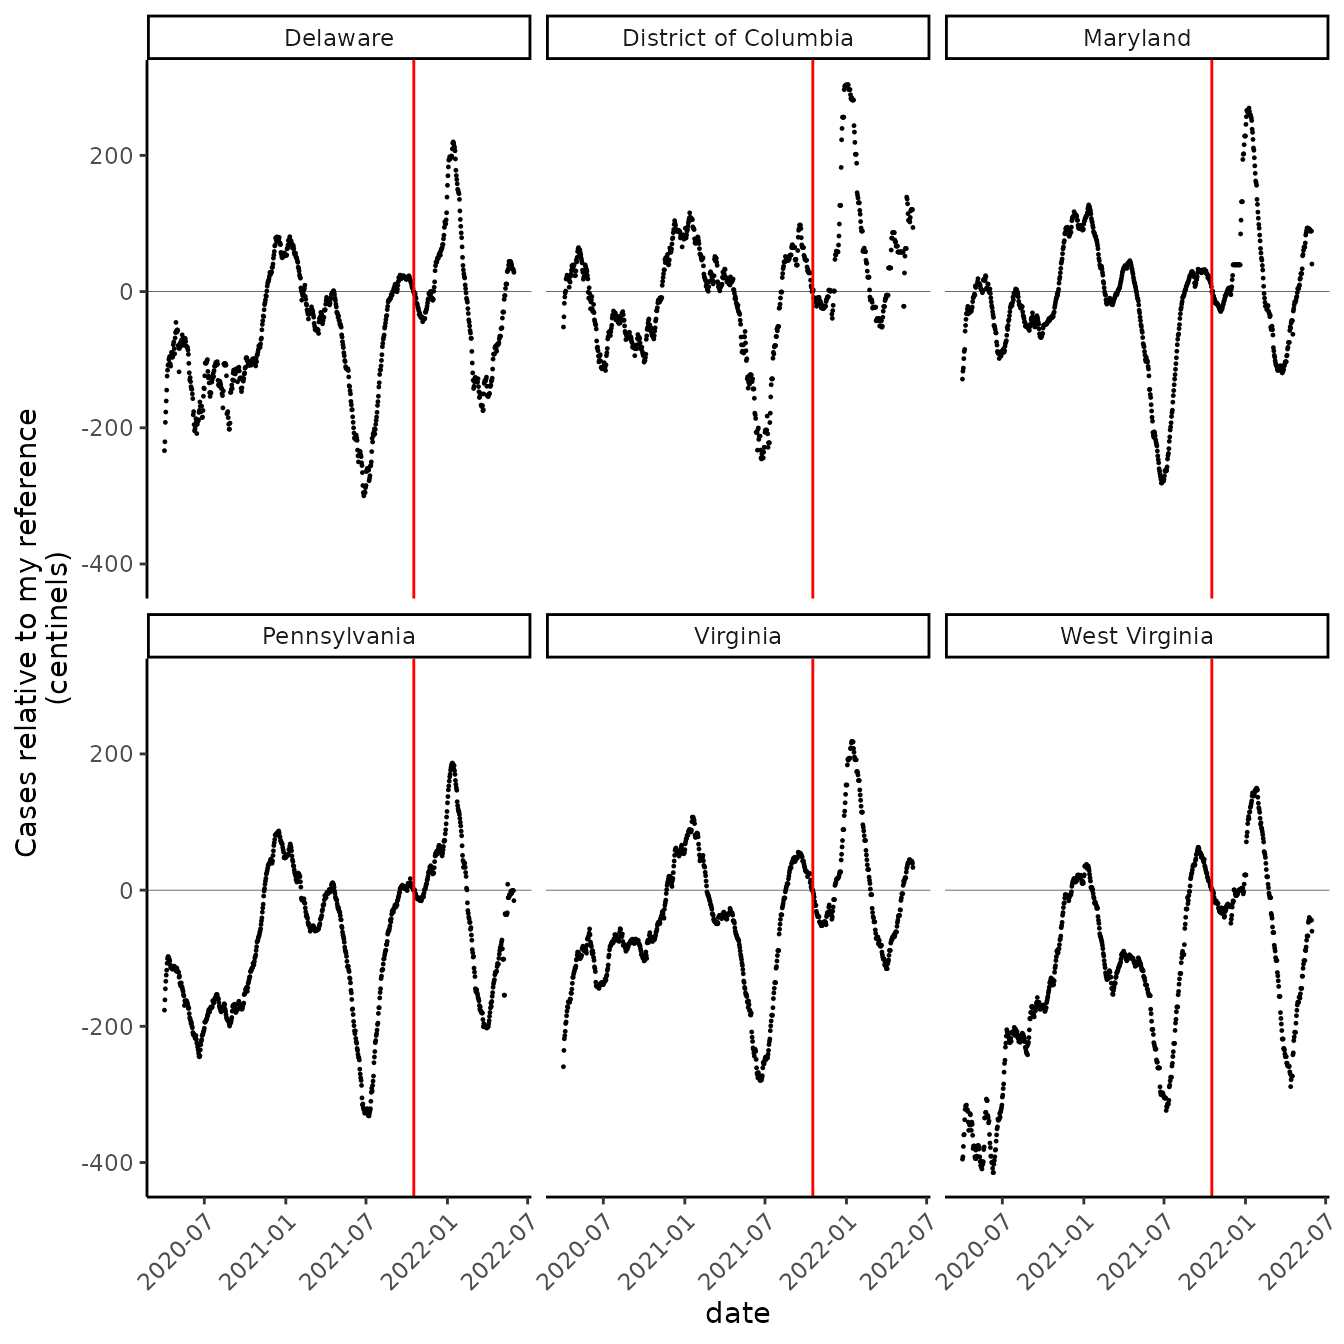 Delaware
District of Columbia
Maryland
200
0
-200
-400
Pennsylvania
Virginia
West Virginia
200
0
-200
-400
Cases relative to my reference
(centinels)
2020-07
2021-01
2021-07
2022-01
2022-07
2020-07
2021-01
2021-07
2022-01
2022-07
2020-07
2021-01
2021-07
2022-01
2022-07
date